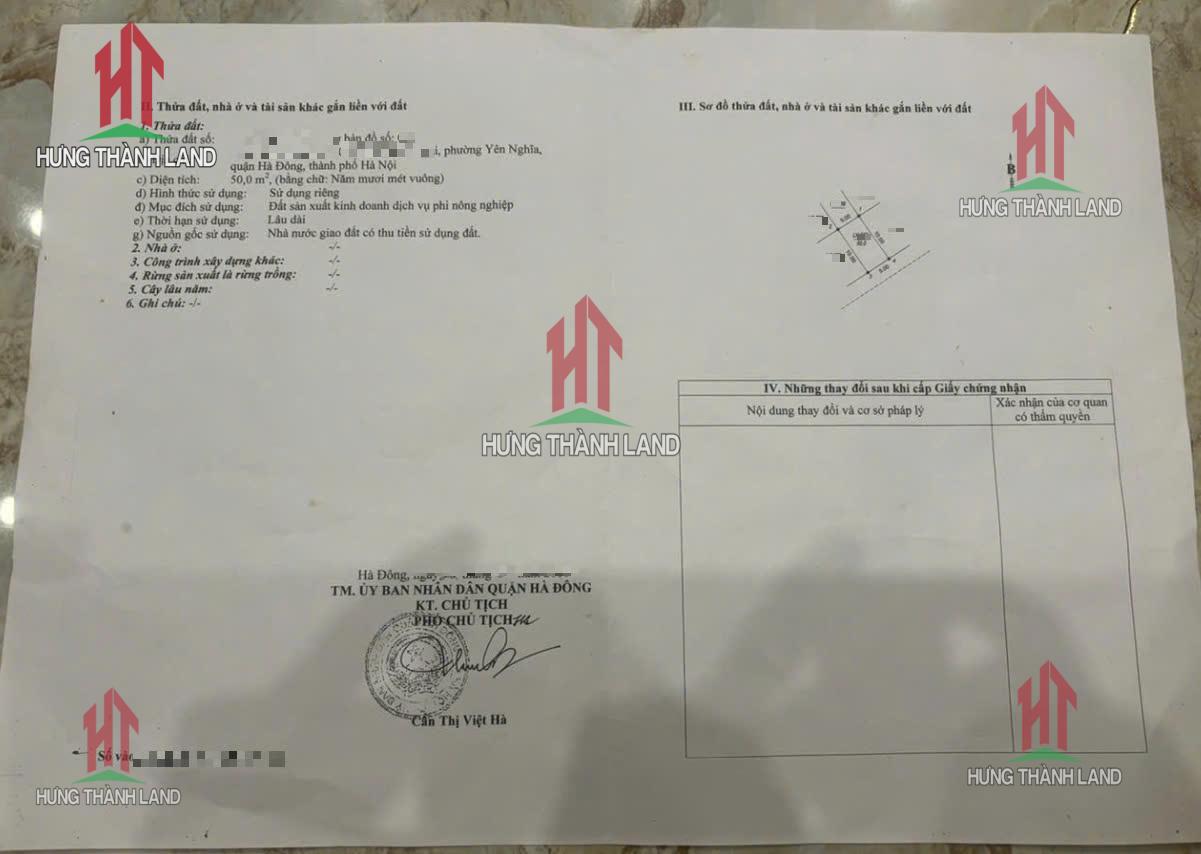 HƯNG THÀNH LAND
II. Thửa đất, nhà ở và tài sản khác gắn liền với đất
1. Thửa đất:
a) Thửa đất số: bản đồ số:
phường Yên Nghĩa,
quận Hà Đông, thành phố Hà Nội
c) Diện tích: 50,0 m², (bằng chữ: Năm mươi mét vuông)
d) Hình thức sử dụng: Sử dụng riêng
đ) Mục đích sử dụng: Đất sản xuất kinh doanh dịch vụ phi nông nghiệp
e) Thời hạn sử dụng: Lâu dài
g) Nguồn gốc sử dụng: Nhà nước giao đất có thu tiền sử dụng đất.
2. Nhà ở: -/-
3. Công trình xây dựng khác: -/-
4. Rừng sản xuất là rừng trồng: -/-
5. Cây lâu năm: -/-
6. Ghi chú: -/-
HƯNG THÀNH LAND
Hà Đông,
TM. ỦY BAN NHÂN DÂN QUẬN HÀ ĐÔNG
KT. CHỦ TỊCH
PHÓ CHỦ TỊCH
Cấn Thị Việt Hà
Số vào
HƯNG THÀNH LAND
III. Sơ đồ thửa đất, nhà ở và tài sản khác gắn liền với đất
B
HƯNG THÀNH LAND
5.00
10.00
5.00
IV. Những thay đổi sau khi cấp Giấy chứng nhận
Nội dung thay đổi và cơ sở pháp lý
Xác nhận của cơ quan
có thẩm quyền
HƯNG THÀNH LAND